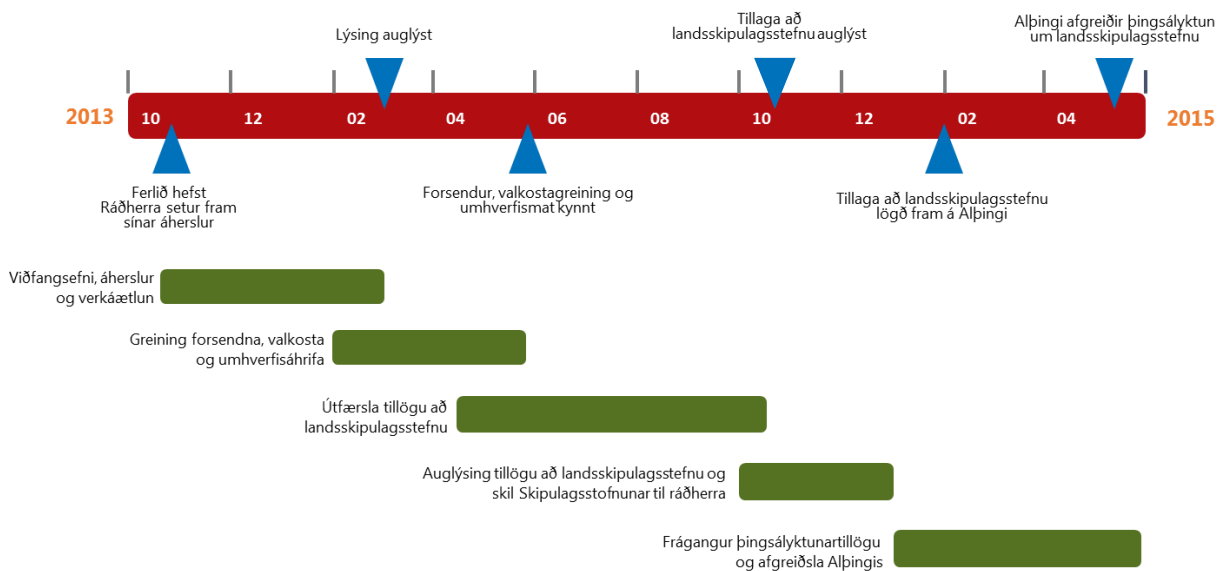 Lýsing auglýst
Tillaga að
landsskipulagsstefnu auglýst
Alþingi afgreiðir þingsályktun
um landsskipulagsstefnu
2013
10
12
02
04
06
08
10
12
02
04
2015
Ferlið hefst
Ráðherra setur fram
sínar áherslur
Forsendur, valkostagreining og
umhverfismat kynnt
Tillaga að landsskipulagsstefnu
lögð fram á Alþingi
Viðfangsefni, áherslur
og verkáætlun
Greining forsendna, valkosta
og umhverfisáhrifa
Útfærsla tillögu að
landsskipulagsstefnu
Auglýsing tillögu að landsskipulagsstefnu og
skil Skipulagsstofnunar til ráðherra
Frágangur þingsályktunartillögu
og afgreiðsla Alþingis